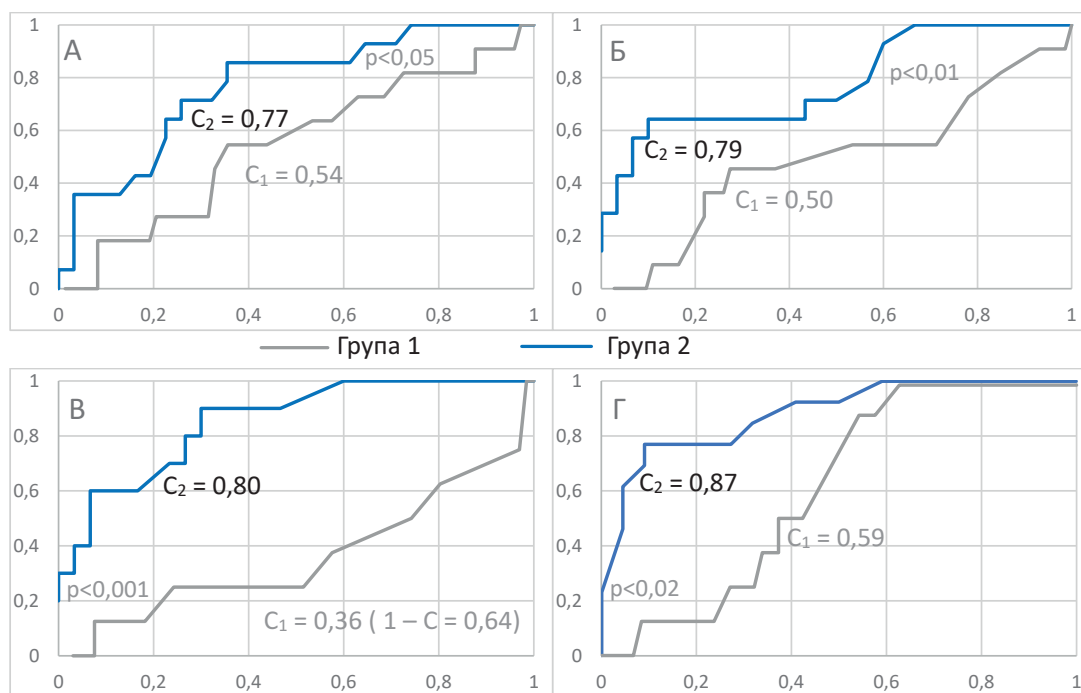 А
1
0,8
0,6
0,4
0,2
0
0 0,2 0,4 0,6 0,8 1
p<0,05
C₂ = 0,77
C₁ = 0,54
Б
1
0,8
0,6
0,4
0,2
0
0 0,2 0,4 0,6 0,8 1
p<0,01
C₂ = 0,79
C₁ = 0,50
Група 1 Група 2
В
1
0,8
0,6
0,4
0,2
0
0 0,2 0,4 0,6 0,8 1
C₂ = 0,80
p<0,001
C₁ = 0,36 ( 1 – C = 0,64)
Г
1
0,8
0,6
0,4
0,2
0
0 0,2 0,4 0,6 0,8 1
C₂ = 0,87
C₁ = 0,59
p<0,02